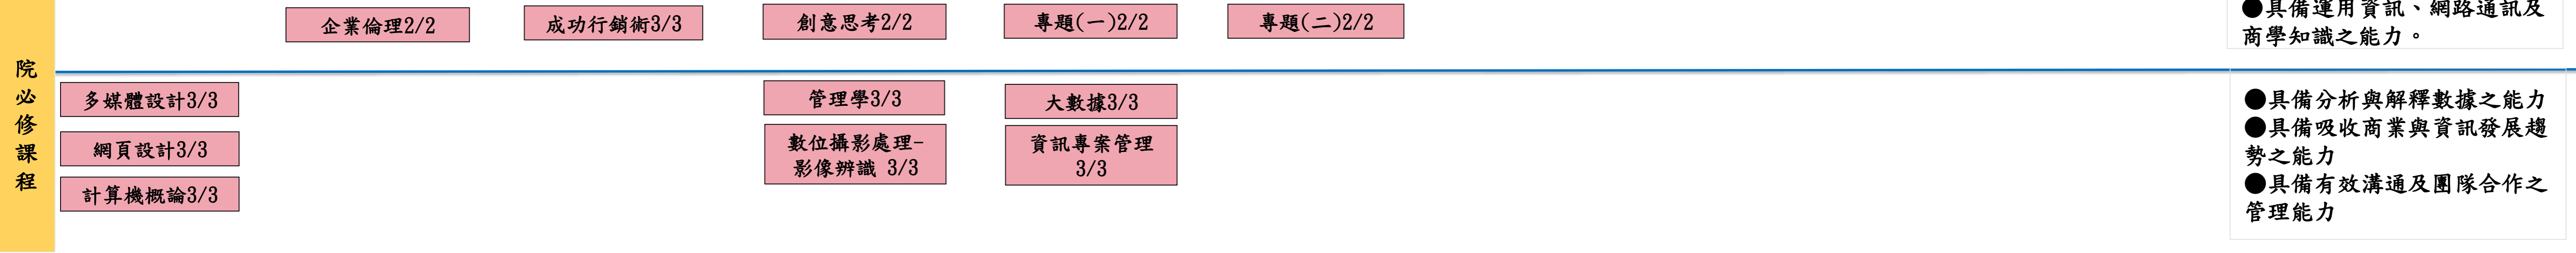 企業倫理2/2
成功行銷術3/3
創意思考2/2
專題(一)2/2
專題(二)2/2
●具備運用資訊、網路通訊及
商學知識之能力。
院必修課程
多媒體設計3/3
網頁設計3/3
計算機概論3/3
管理學3/3
數位攝影處理-
影像辨識 3/3
大數據3/3
資訊專案管理
3/3
●具備分析與解釋數據之能力
●具備吸收商業與資訊發展趨
勢之能力
●具備有效溝通及團隊合作之
管理能力